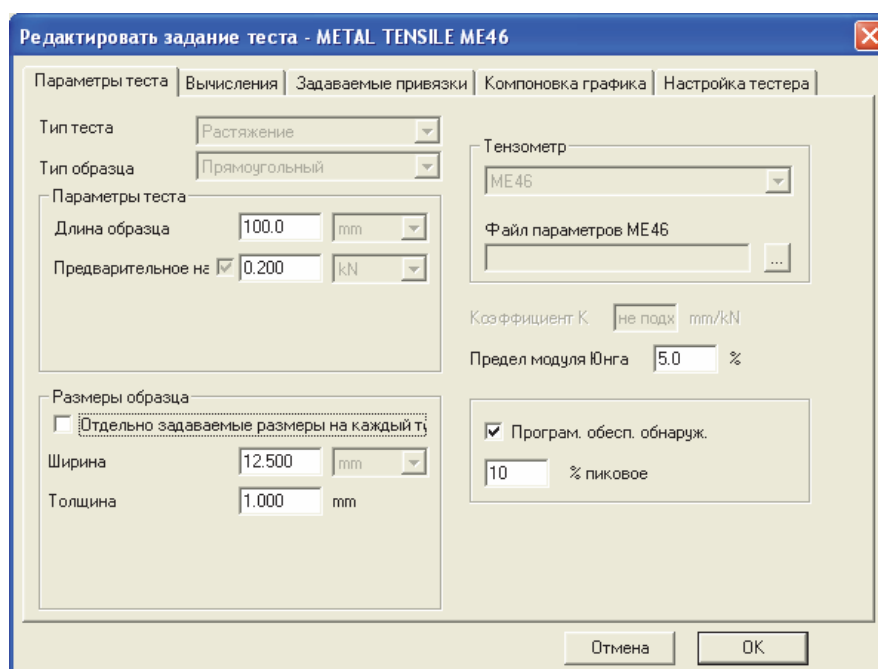 Редактировать задание теста - METAL TENSILE ME46
Параметры теста Вычисления Задаваемые привязки Компоновка графика Настройка тестера
Тип теста Растяжение
Тип образца Прямоугольный
Параметры теста
Длина образца 100.0 mm
Предварительное на 0.200 kN
Размеры образца
Отдельно задаваемые размеры на каждый
Ширина 12.500 mm
Толщина 1.000 mm
Тензометр
ME46
Файл параметров ME46
...
Коэффициент К не подх mm/kN
Предел модуля Юнга 5.0 %
Програм. обесп. обнаруж.
10 % пиковое
Отмена OK